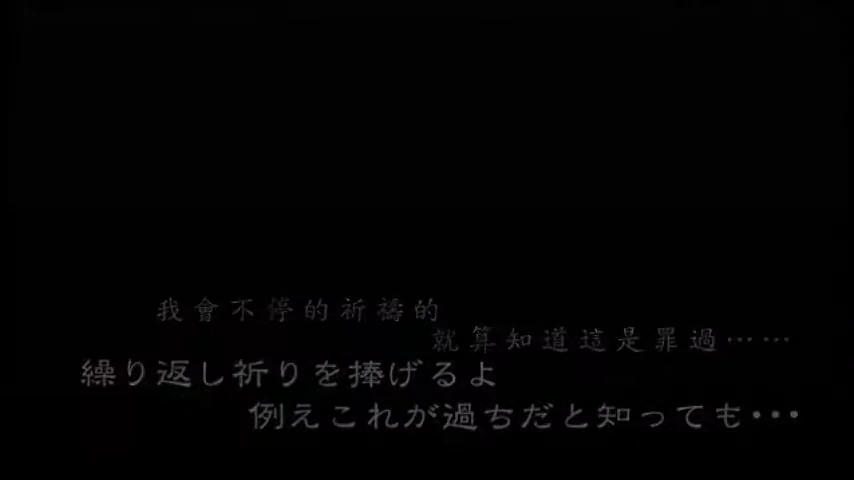 我會不停的祈禱的
就算知道這是罪過……
繰り返し祈りを捧げるよ
例えこれが過ちだと知っても・・・